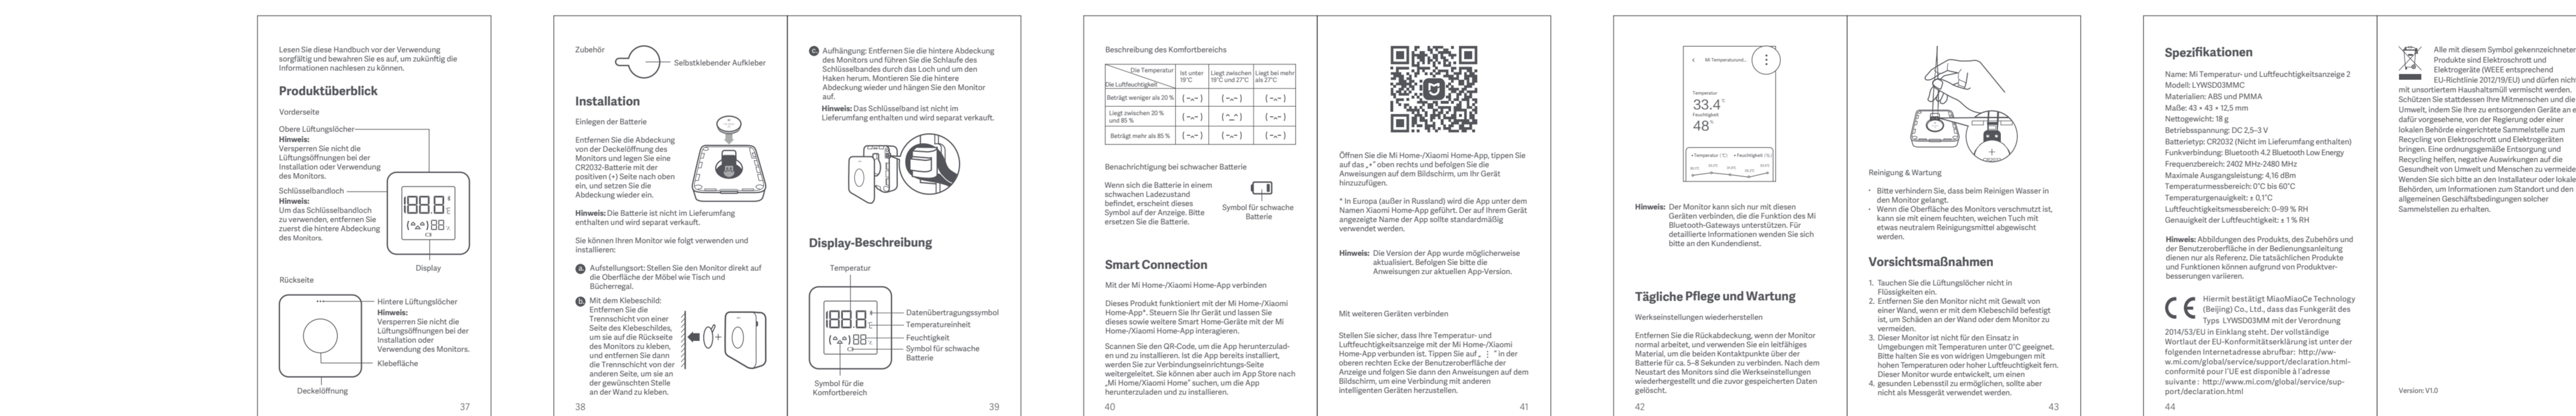 Lesen Sie diese Handbuch vor der Verwendung
sorgfältig und bewahren Sie es auf, um zukünftig die
Informationen nachlesen zu können.
Produktüberblick
Vorderseite
Obere Lüftungslöcher
Hinweis:
Versperren Sie nicht die
Lüftungsöffnungen bei der
Installation oder Verwendung
des Monitors.
Schlüsselbandloch
Hinweis:
Um das Schlüsselbandloch
zu verwenden, entfernen Sie
zuerst die hintere Abdeckung
des Monitors.
Display
Rückseite
Hintere Lüftungslöcher
Hinweis:
Versperren Sie nicht die
Lüftungsöffnungen bei der
Installation oder
Verwendung des Monitors.
Klebefläche
Deckelöffnung
37
Zubehör
Selbstklebender Aufkleber
Installation
Einlegen der Batterie
Entfernen Sie die Abdeckung
von der Deckelöffnung des
Monitors und legen Sie eine
CR2032-Batterie mit der
positiven (+) Seite nach oben
ein, und setzen Sie die
Abdeckung wieder ein.
Hinweis: Die Batterie ist nicht im Lieferumfang
enthalten und wird separat verkauft.
Sie können Ihren Monitor wie folgt verwenden und
installieren:
a. Aufstellungsort: Stellen Sie den Monitor direkt auf
die Oberfläche der Möbel wie Tisch und
Bücherregal.
b. Mit dem Klebeschild:
Entfernen Sie die
Trennschicht von einer
Seite des Klebeschildes,
um sie auf die Rückseite
des Monitors zu kleben,
und entfernen Sie dann
die Trennschicht von der
anderen Seite, um sie an
der gewünschten Stelle
an der Wand zu kleben.
38
c. Aufhängung: Entfernen Sie die hintere Abdeckung
des Monitors und führen Sie die Schlaufe des
Schlüsselbandes durch das Loch und um den
Haken herum. Montieren Sie die hintere
Abdeckung wieder und hängen Sie den Monitor
auf.
Hinweis: Das Schlüsselband ist nicht im
Lieferumfang enthalten und wird separat verkauft.
Display-Beschreibung
Temperatur
Datenübertragungssymbol
Temperatureinheit
Feuchtigkeit
Symbol für schwache
Batterie
Symbol für die
Komfortbereich
39
Beschreibung des Komfortbereichs
Die Temperatur
Die Luftfeuchtigkeit
Ist unter
19°C
Liegt zwischen
19°C und 27°C
Liegt bei mehr
als 27°C
Beträgt weniger als 20 %
Liegt zwischen 20 %
und 85 %
Beträgt mehr als 85 %
Benachrichtigung bei schwacher Batterie
Wenn sich die Batterie in einem
schwachen Ladezustand
befindet, erscheint dieses
Symbol auf der Anzeige. Bitte
ersetzen Sie die Batterie.
Symbol für schwache
Batterie
Smart Connection
Mit der Mi Home-/Xiaomi Home-App verbinden
Dieses Produkt funktioniert mit der Mi Home-/Xiaomi
Home-App*. Steuern Sie Ihr Gerät und lassen Sie
dieses sowie weitere Smart Home-Geräte mit der Mi
Home-/Xiaomi Home-App interagieren.
Scannen Sie den QR-Code, um die App herunterzulad-
en und zu installieren. Ist die App bereits installiert,
werden Sie zur Verbindungseinrichtungs-Seite
weitergeleitet. Sie können aber auch im App Store nach
„Mi Home/Xiaomi Home" suchen, um die App
herunterzuladen und zu installieren.
40
Öffnen Sie die Mi Home-/Xiaomi Home-App, tippen Sie
auf das „+" oben rechts und befolgen Sie die
Anweisungen auf dem Bildschirm, um Ihr Gerät
hinzuzufügen.
* In Europa (außer in Russland) wird die App unter dem
Namen Xiaomi Home-App geführt. Der auf Ihrem Gerät
angezeigte Name der App sollte standardmäßig
verwendet werden.
Hinweis: Die Version der App wurde möglicherweise
aktualisiert. Befolgen Sie bitte die
Anweisungen zur aktuellen App-Version.
Mit weiteren Geräten verbinden
Stellen Sie sicher, dass Ihre Temperatur- und
Luftfeuchtigkeitsanzeige mit der Mi Home-/Xiaomi
Home-App verbunden ist. Tippen Sie auf „ ⋮ " in der
oberen rechten Ecke der Benutzeroberfläche der
Anzeige und folgen Sie dann den Anweisungen auf dem
Bildschirm, um eine Verbindung mit anderen
intelligenten Geräten herzustellen.
41
Mi Temperaturund...
Temperatur
33.4 °C
Feuchtigkeit
48 %
Temperatur (°C) Feuchtigkeit (%)
Hinweis: Der Monitor kann sich nur mit diesen
Geräten verbinden, die die Funktion des Mi
Bluetooth-Gateways unterstützen. Für
detaillierte Informationen wenden Sie sich
bitte an den Kundendienst.
Tägliche Pflege und Wartung
Werkseinstellungen wiederherstellen
Entfernen Sie die Rückabdeckung, wenn der Monitor
normal arbeitet, und verwenden Sie ein leitfähiges
Material, um die beiden Kontaktpunkte über der
Batterie für ca. 5–8 Sekunden zu verbinden. Nach dem
Neustart des Monitors sind die Werkseinstellungen
wiederhergestellt und die zuvor gespeicherten Daten
gelöscht.
42
CR2032
Reinigung & Wartung
• Bitte verhindern Sie, dass beim Reinigen Wasser in
den Monitor gelangt.
• Wenn die Oberfläche des Monitors verschmutzt ist,
kann sie mit einem feuchten, weichen Tuch mit
etwas neutralem Reinigungsmittel abgewischt
werden.
Vorsichtsmaßnahmen
1. Tauchen Sie die Lüftungslöcher nicht in
Flüssigkeiten ein.
2. Entfernen Sie den Monitor nicht mit Gewalt von
einer Wand, wenn er mit dem Klebeschild befestigt
ist, um Schäden an der Wand oder dem Monitor zu
vermeiden.
3. Dieser Monitor ist nicht für den Einsatz in
Umgebungen mit Temperaturen unter 0°C geeignet.
Bitte halten Sie es von widrigen Umgebungen mit
hohen Temperaturen oder hoher Luftfeuchtigkeit fern.
Dieser Monitor wurde entwickelt, um einen
4. gesunden Lebensstil zu ermöglichen, sollte aber
nicht als Messgerät verwendet werden.
43
Spezifikationen
Name: Mi Temperatur- und Luftfeuchtigkeitsanzeige 2
Modell: LYWSD03MMC
Materialien: ABS und PMMA
Maße: 43 × 43 × 12,5 mm
Nettogewicht: 18 g
Betriebsspannung: DC 2,5–3 V
Batterietyp: CR2032 (Nicht im Lieferumfang enthalten)
Funkverbindung: Bluetooth 4.2 Bluetooth Low Energy
Frequenzbereich: 2402 MHz-2480 MHz
Maximale Ausgangsleistung: 4,16 dBm
Temperaturmessbereich: 0°C bis 60°C
Temperaturgenauigkeit: ± 0,1°C
Luftfeuchtigkeitsmessbereich: 0–99 % RH
Genauigkeit der Luftfeuchtigkeit: ± 1 % RH
Hinweis: Abbildungen des Produkts, des Zubehörs und
der Benutzeroberfläche in der Bedienungsanleitung
dienen nur als Referenz. Die tatsächlichen Produkte
und Funktionen können aufgrund von Produktver-
besserungen variieren.
Hiermit bestätigt MiaoMiaoCe Technology
(Beijing) Co., Ltd., dass das Funkgerät des
Typs LYWSD03MM mit der Verordnung
2014/53/EU in Einklang steht. Der vollständige
Wortlaut der EU-Konformitätserklärung ist unter der
folgenden Internetadresse abrufbar: http://ww-
w.mi.com/global/service/support/declaration.html-
conformité pour l'UE est disponible à l'adresse
suivante : http://www.mi.com/global/service/sup-
port/declaration.html
44
Alle mit diesem Symbol gekennzeichneten
Produkte sind Elektroschrott und
Elektrogeräte (WEEE entsprechend
EU-Richtlinie 2012/19/EU) und dürfen nicht
mit unsortiertem Haushaltsmüll vermischt werden.
Schützen Sie stattdessen Ihre Mitmenschen und die
Umwelt, indem Sie Ihre zu entsorgenden Geräte an e
dafür vorgesehene, von der Regierung oder einer
lokalen Behörde eingerichtete Sammelstelle zum
Recycling von Elektroschrott und Elektrogeräten
bringen. Eine ordnungsgemäße Entsorgung und
Recycling helfen, negative Auswirkungen auf die
Gesundheit von Umwelt und Menschen zu vermeide
Wenden Sie sich bitte an den Installateur oder lokale
Behörden, um Informationen zum Standort und den
allgemeinen Geschäftsbedingungen solcher
Sammelstellen zu erhalten.
Version: V1.0